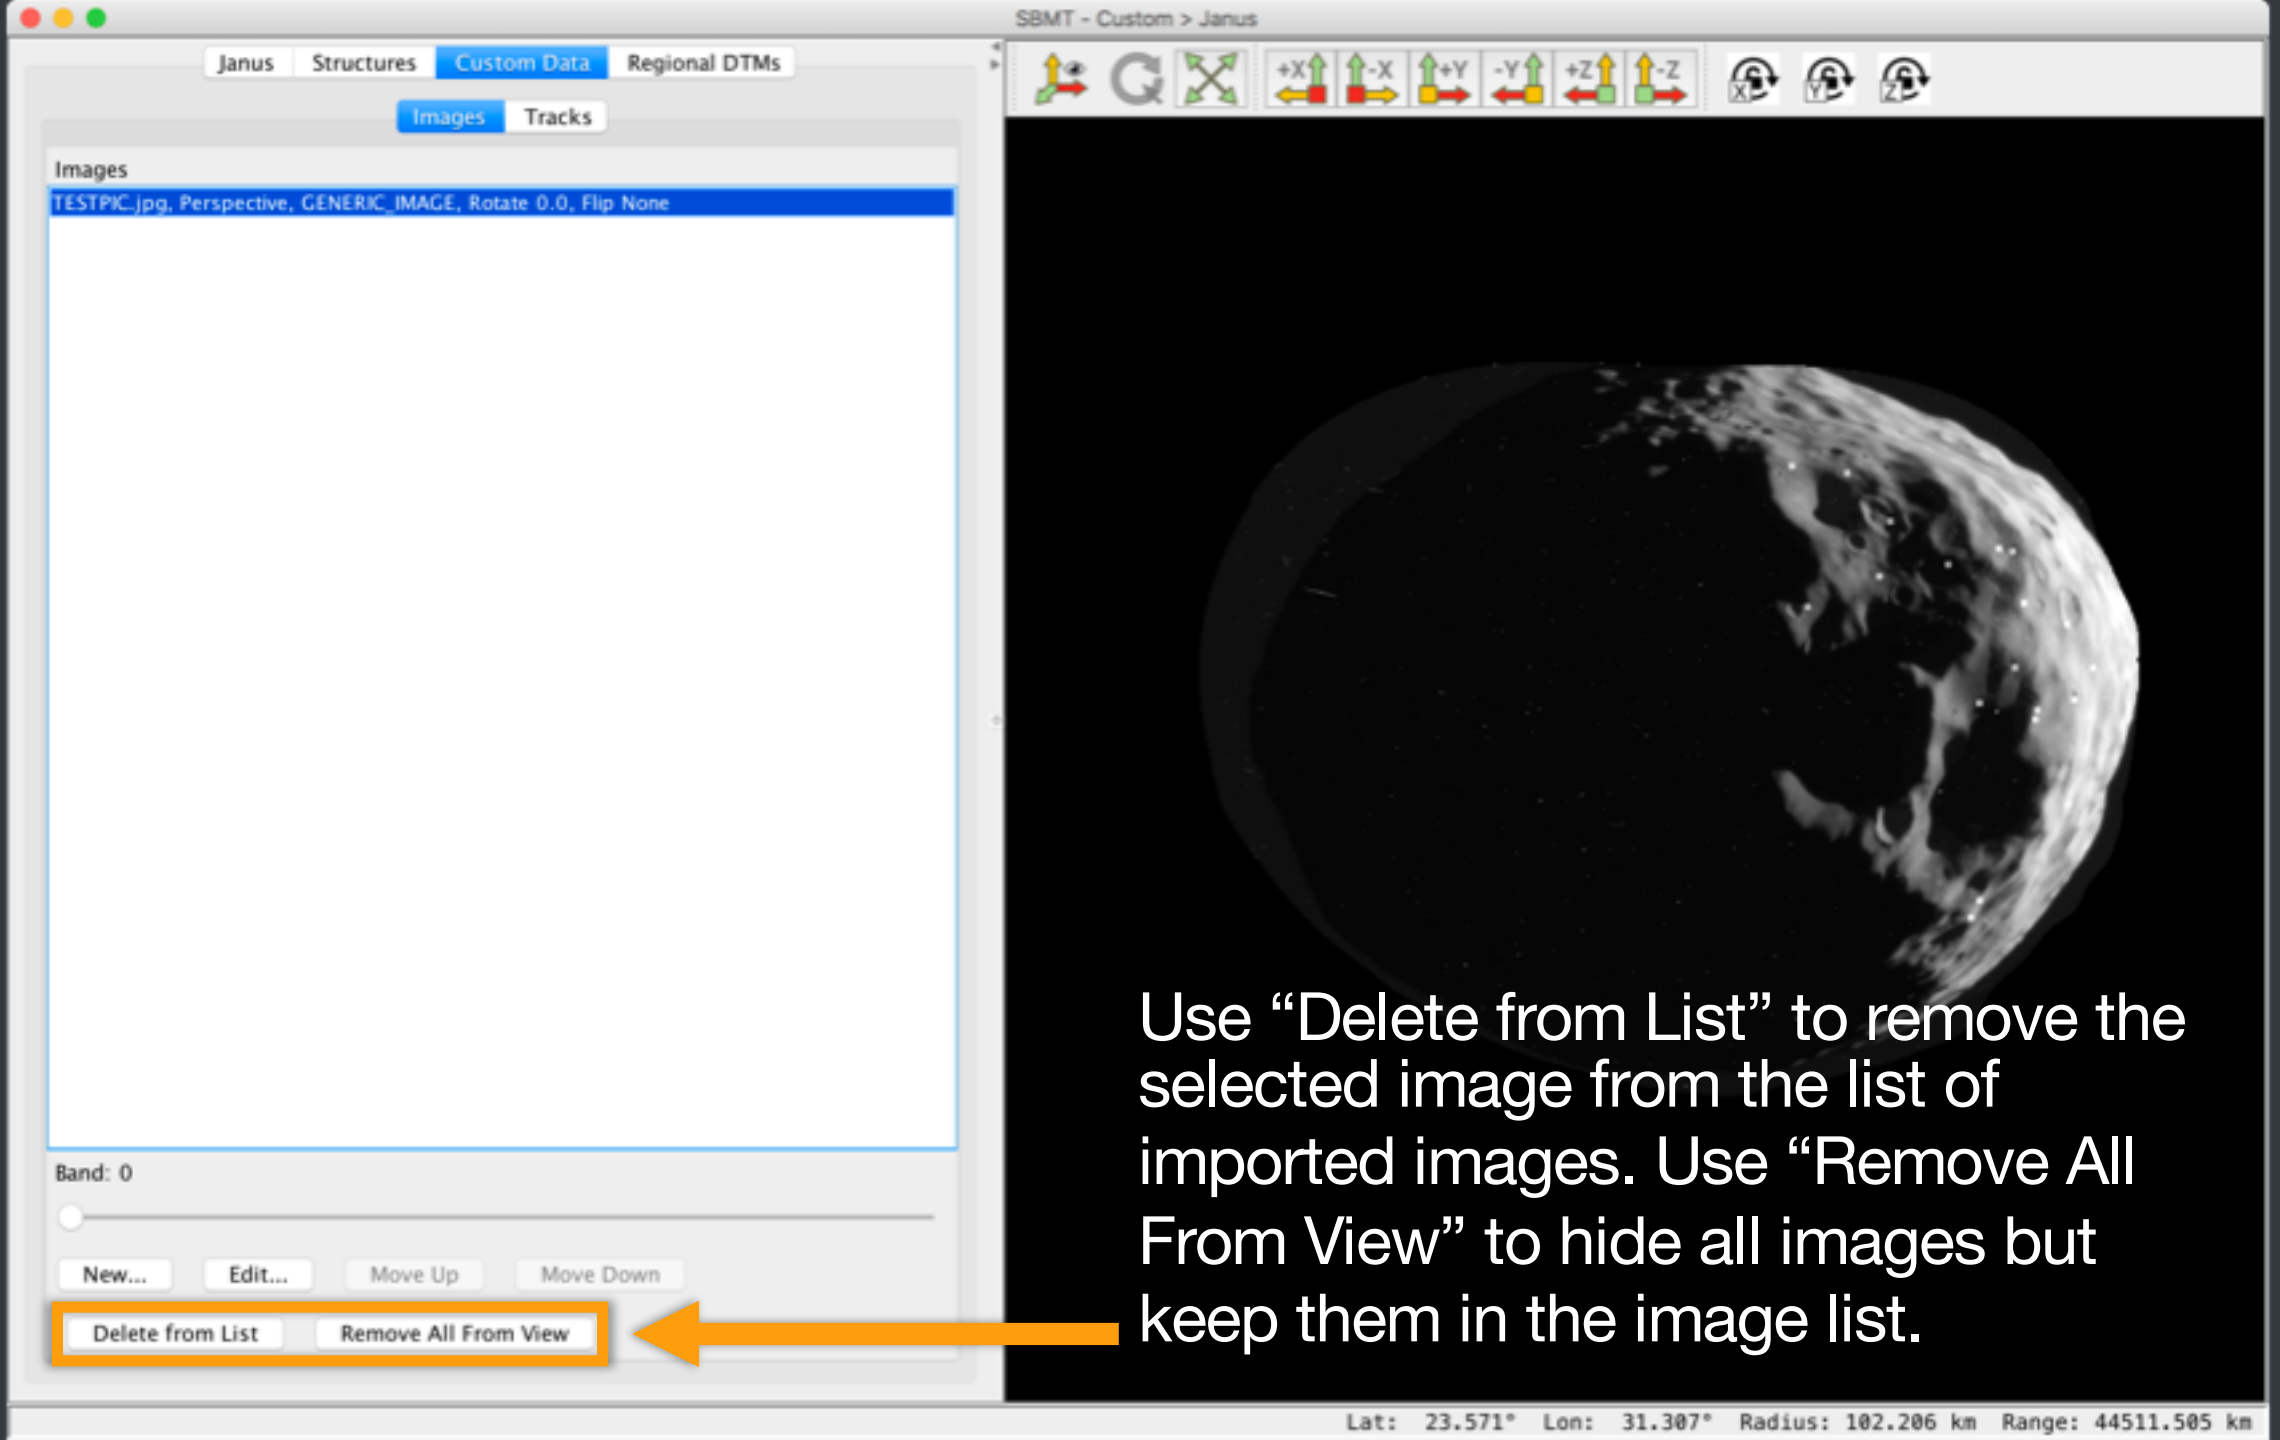 SBMT - Custom > Janus
Janus Structures Custom Data Regional DTMs
+X -X +Y -Y +Z -Z X Y Z
Images Tracks
Images
TESTPIC.jpg, Perspective, GENERIC_IMAGE, Rotate 0.0, Flip None
Band: 0
New... Edit... Move Up Move Down
Delete from List Remove All From View
Use “Delete from List” to remove the
selected image from the list of
imported images. Use “Remove All
From View” to hide all images but
keep them in the image list.
Lat: 23.571° Lon: 31.307° Radius: 102.206 km Range: 44511.505 km